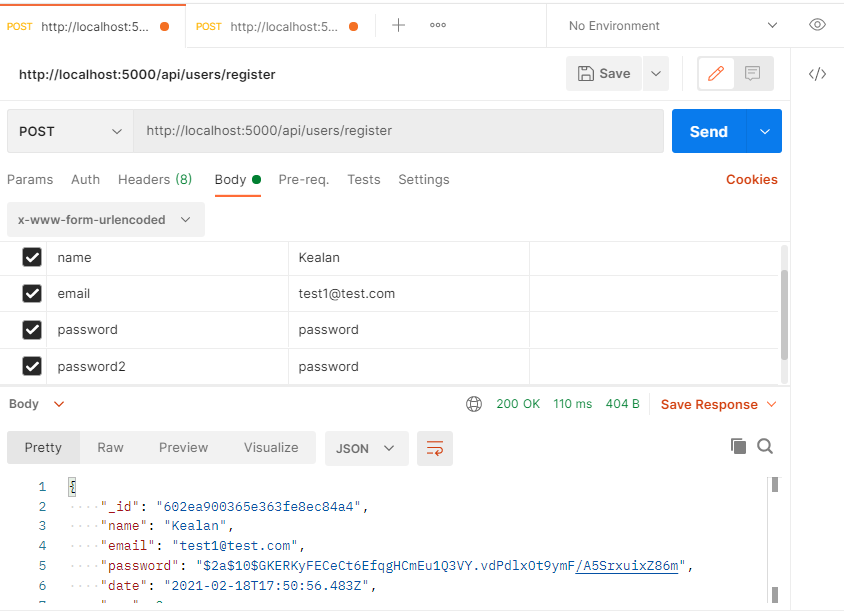 POST http://localhost:5... POST http://localhost:5... No Environment
http://localhost:5000/api/users/register Save
POST http://localhost:5000/api/users/register Send
Params Auth Headers (8) Body Pre-req. Tests Settings Cookies
x-www-form-urlencoded
name Kealan
email test1@test.com
password password
password2 password
Body 200 OK 110 ms 404 B Save Response
Pretty Raw Preview Visualize JSON
1 {
2 "_id": "602ea900365e363fe8ec84a4",
3 "name": "Kealan",
4 "email": "test1@test.com",
5 "password": "$2a$10$GKERKyFECeCt6EfqgHCmEu1Q3VY.vdPdlxOt9ymF/A5SrxuixZ86m",
6 "date": "2021-02-18T17:50:56.483Z",